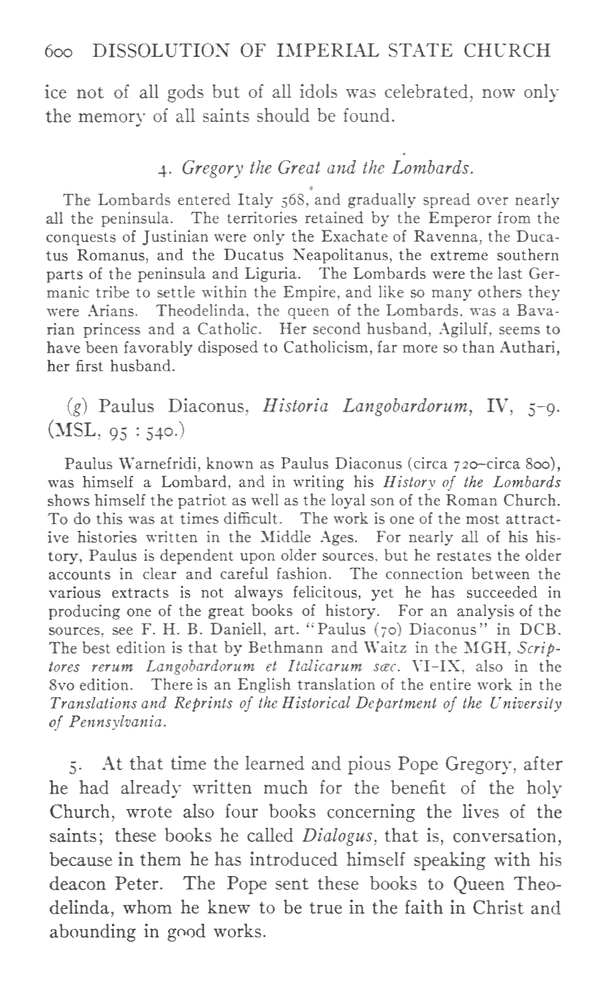 600 DISSOLUTION OF IMPERIAL STATE CHURCH
ice not of all gods but of all idols was celebrated, now only
the memory of all saints should be found.
4. Gregory the Great and the Lombards.
The Lombards entered Italy 568, and gradually spread over nearly
all the peninsula. The territories retained by the Emperor from the
conquests of Justinian were only the Exachate of Ravenna, the Duca-
tus Romanus, and the Ducatus Neapolitanus, the extreme southern
parts of the peninsula and Liguria. The Lombards were the last Ger-
manic tribe to settle within the Empire, and like so many others they
were Arians. Theodelinda, the queen of the Lombards, was a Bava-
rian princess and a Catholic. Her second husband, Agilulf, seems to
have been favorably disposed to Catholicism, far more so than Authari,
her first husband.
(g) Paulus Diaconus, Historia Langobardorum, IV, 5-9.
(MSL, 95 : 540.)
Paulus Warnefridi, known as Paulus Diaconus (circa 720-circa 800),
was himself a Lombard, and in writing his History of the Lombards
shows himself the patriot as well as the loyal son of the Roman Church.
To do this was at times difficult. The work is one of the most attract-
ive histories written in the Middle Ages. For nearly all of his his-
tory, Paulus is dependent upon older sources, but he restates the older
accounts in clear and careful fashion. The connection between the
various extracts is not always felicitous, yet he has succeeded in
producing one of the great books of history. For an analysis of the
sources, see F. H. B. Daniell, art. "Paulus (70) Diaconus" in DCB.
The best edition is that by Bethmann and Waitz in the MGH, Scrip-
tores rerum Langobardorum et Italicarum sæc. VI-IX, also in the
8vo edition. There is an English translation of the entire work in the
Translations and Reprints of the Historical Department of the University
of Pennsylvania.
5. At that time the learned and pious Pope Gregory, after
he had already written much for the benefit of the holy
Church, wrote also four books concerning the lives of the
saints; these books he called Dialogus, that is, conversation,
because in them he has introduced himself speaking with his
deacon Peter. The Pope sent these books to Queen Theo-
delinda, whom he knew to be true in the faith in Christ and
abounding in good works.